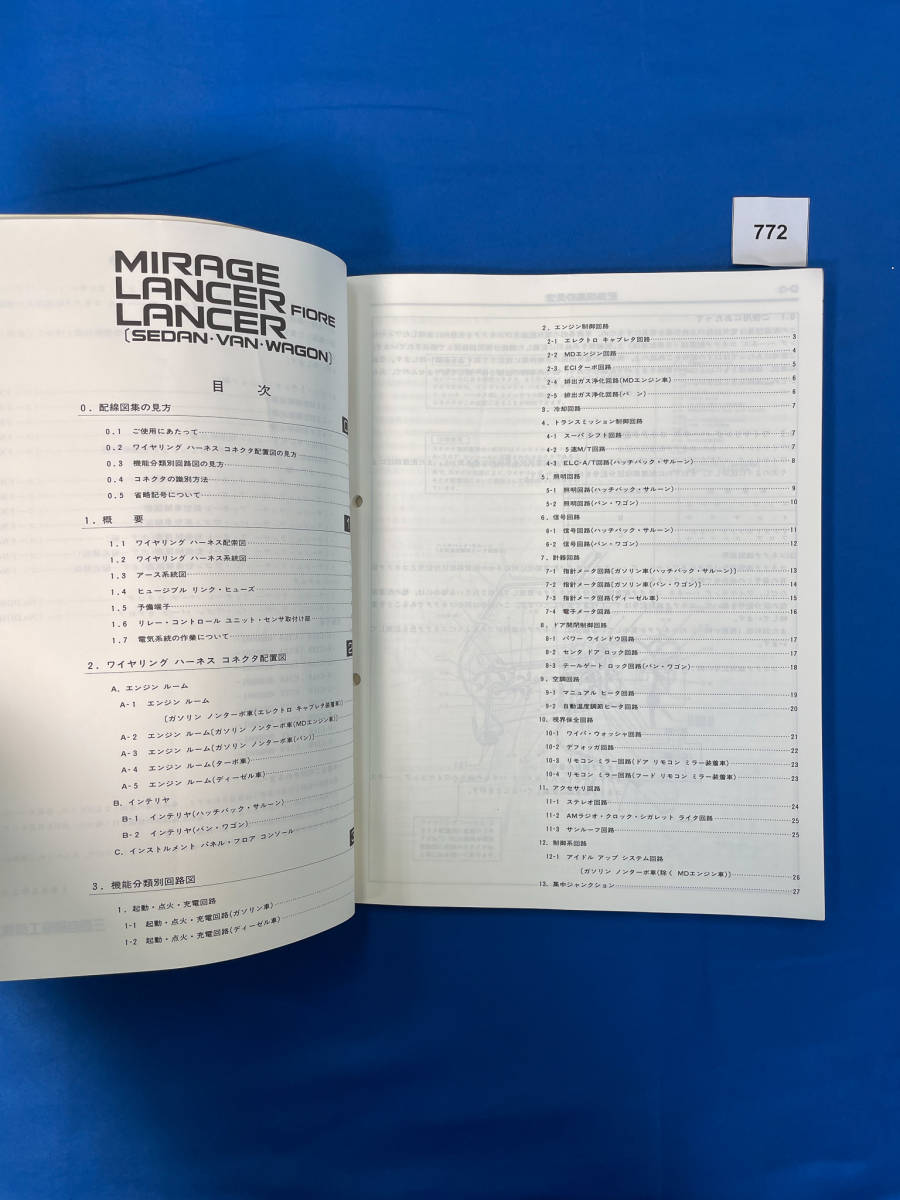 772
MIRAGE
LANCER FIORE
LANCER
〔SEDAN・VAN・WAGON〕
目 次
0. 配線図集の見方
0.1 ご使用にあたって
0.2 ワイヤリング ハーネス コネクタ配置図の見方
0.3 機能分類別回路図の見方
0.4 コネクタの識別方法
0.5 省略記号について
1. 概 要
1
1.1 ワイヤリング ハーネス配索図
1.2 ワイヤリング ハーネス系統図
1.3 アース系統図
1.4 ヒュージブル リンク・ヒューズ
1.5 予備端子
1.6 リレー・コントロール ユニット・センサ取付け部
1.7 電気系統の作業について
2
2. ワイヤリング ハーネス コネクタ配置図
A. エンジン ルーム
A-1 エンジン ルーム
〔ガソリン ノンターボ車(エレクトロ キャブレタ装着車)〕
A-2 エンジン ルーム〔ガソリン ノンターボ車(MDエンジン車)〕
A-3 エンジン ルーム〔ガソリン ノンターボ車(バン)〕
A-4 エンジン ルーム(ターボ車)
A-5 エンジン ルーム(ディーゼル車)
B. インテリヤ
B-1 インテリヤ(ハッチバック・サルーン)
B-2 インテリヤ(バン・ワゴン)
C. インストルメント パネル・フロア コンソール
3. 機能分類別回路図
1. 起動・点火・充電回路
1-1 起動・点火・充電回路(ガソリン車)
1-2 起動・点火・充電回路(ディーゼル車)
2. エンジン制御回路
2-1 エレクトロ キャブレタ回路 3
2-2 MDエンジン回路 4
2-3 ECIターボ回路 5
2-4 排出ガス浄化回路(MDエンジン車) 6
2-5 排出ガス浄化回路(バン) 6
3. 冷却回路 7
4. トランスミッション制御回路
4-1 スーパ シフト回路 7
4-2 5速M/T回路 7
4-3 ELC-A/T回路(ハッチバック・サルーン) 8
5. 照明回路
5-1 照明回路(ハッチバック・サルーン) 9
5-2 照明回路(バン・ワゴン) 10
6. 信号回路
6-1 信号回路(ハッチバック・サルーン) 11
6-2 信号回路(バン・ワゴン) 12
7. 計器回路
7-1 指針メータ回路〔ガソリン車(ハッチバック・サルーン)〕 13
7-2 指針メータ回路〔ガソリン車(バン・ワゴン)〕 14
7-3 指針メータ回路(ディーゼル車) 15
7-4 電子メータ回路 16
8. ドア開閉制御回路
8-1 パワー ウインドウ回路 17
8-2 センタ ドア ロック回路 17
8-3 テールゲート ロック回路(バン・ワゴン) 18
9. 空調回路
9-1 マニュアル ヒータ回路 19
9-2 自動温度調節ヒータ回路 20
10. 視界保全回路
10-1 ワイパ・ウォッシャ回路 21
10-2 デフォッガ回路 22
10-3 リモコン ミラー回路(ドア リモコン ミラー装着車) 23
10-4 リモコン ミラー回路(フード リモコン ミラー装着車) 23
11. アクセサリ回路
11-1 ステレオ回路 24
11-2 AMラジオ・クロック・シガレット ライタ回路 25
11-3 サンルーフ回路 25
12. 制御系回路
12-1 アイドル アップ システム回路
〔ガソリン ノンターボ車(除く MDエンジン車)〕 26
13. 集中ジャンクション 27